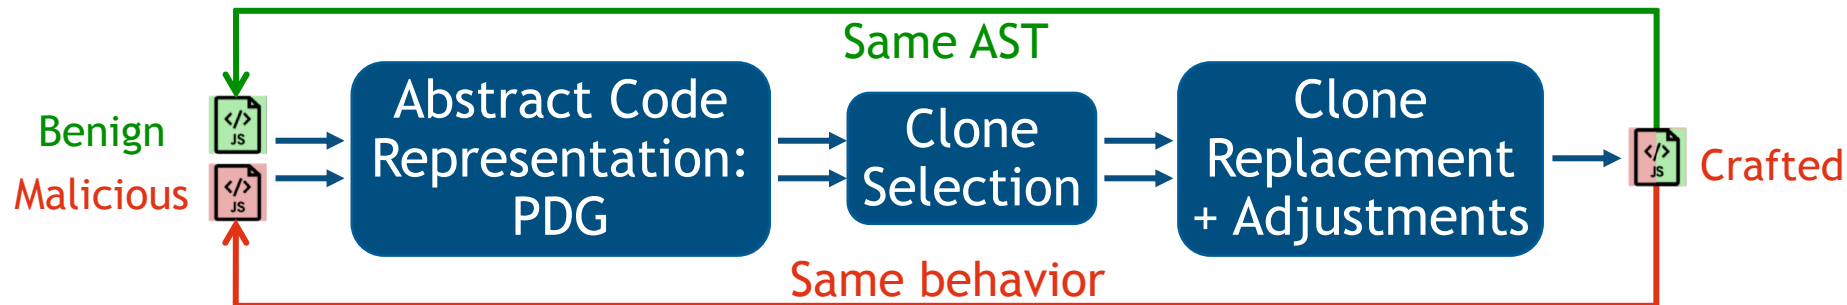 Same AST
Benign
</>
JS
Malicious
</>
JS
Abstract Code
Representation:
PDG
Clone
Selection
Clone
Replacement
+ Adjustments
</>
JS
Crafted
Same behavior